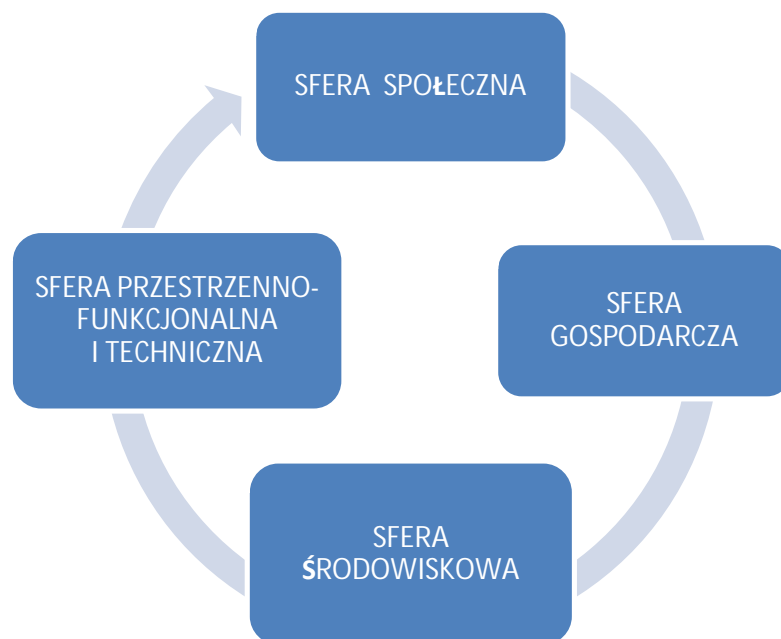 SFERA SPOŁECZNA
SFERA PRZESTRZENNO-
FUNKCJONALNA
I TECHNICZNA
SFERA
GOSPODARCZA
SFERA
ŚRODOWISKOWA